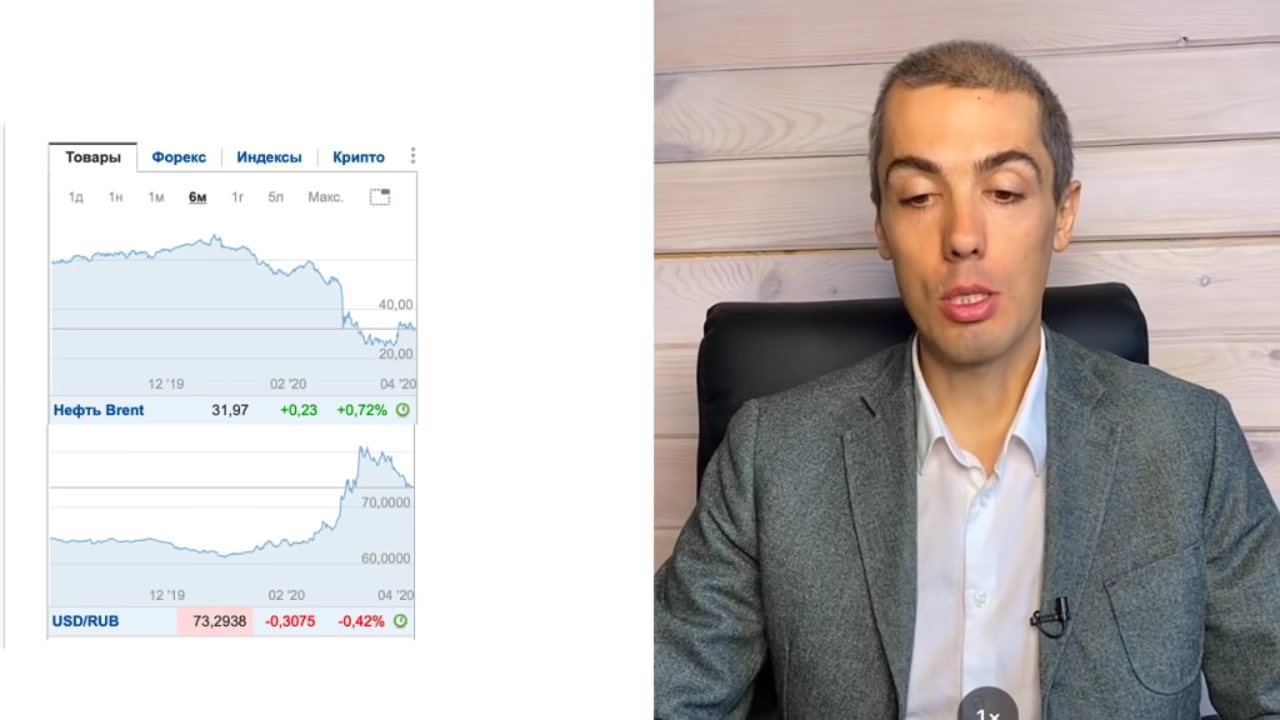 Товары Форекс Индексы Крипто
1д 1н 1м 6м 1г 5л Макс.
40,00
20,00
12 '19 02 '20 04 '20
Нефть Brent 31,97 +0,23 +0,72%
70,0000
60,0000
12 '19 02 '20 04 '20
USD/RUB 73,2938 -0,3075 -0,42%
1×